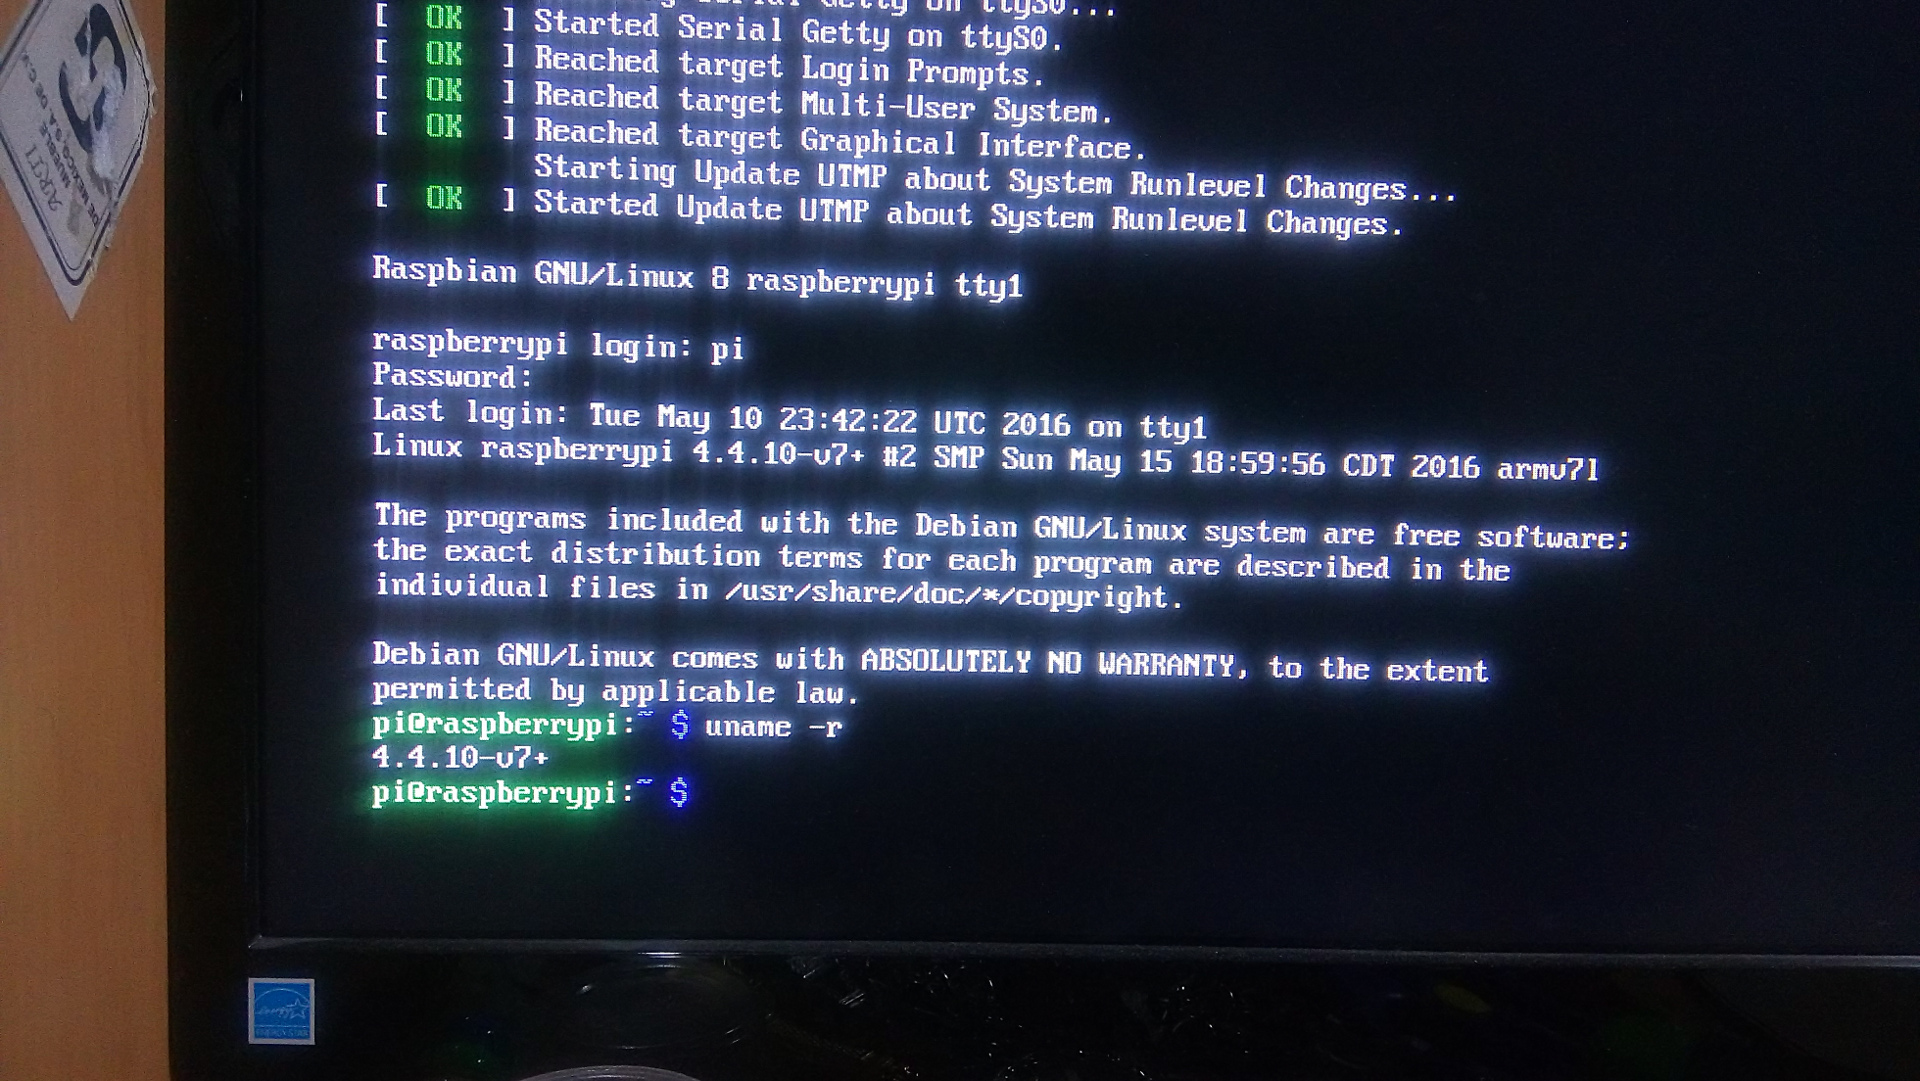 Serial Getty on ttyS0...
[  OK  ] Started Serial Getty on ttyS0.
[  OK  ] Reached target Login Prompts.
[  OK  ] Reached target Multi-User System.
[  OK  ] Reached target Graphical Interface.
Starting Update UTMP about System Runlevel Changes...
[  OK  ] Started Update UTMP about System Runlevel Changes.
Raspbian GNU/Linux 8 raspberrypi tty1
raspberrypi login: pi
Password:
Last login: Tue May 10 23:42:22 UTC 2016 on tty1
Linux raspberrypi 4.4.10-v7+ #2 SMP Sun May 15 18:59:56 CDT 2016 armv7l
The programs included with the Debian GNU/Linux system are free software;
the exact distribution terms for each program are described in the
individual files in /usr/share/doc/*/copyright.
Debian GNU/Linux comes with ABSOLUTELY NO WARRANTY, to the extent
permitted by applicable law.
pi@raspberrypi:~ $ uname -r
4.4.10-v7+
pi@raspberrypi:~ $
MUEBLE
DE MEXICO, SA DE C.V.
ENERGY STAR